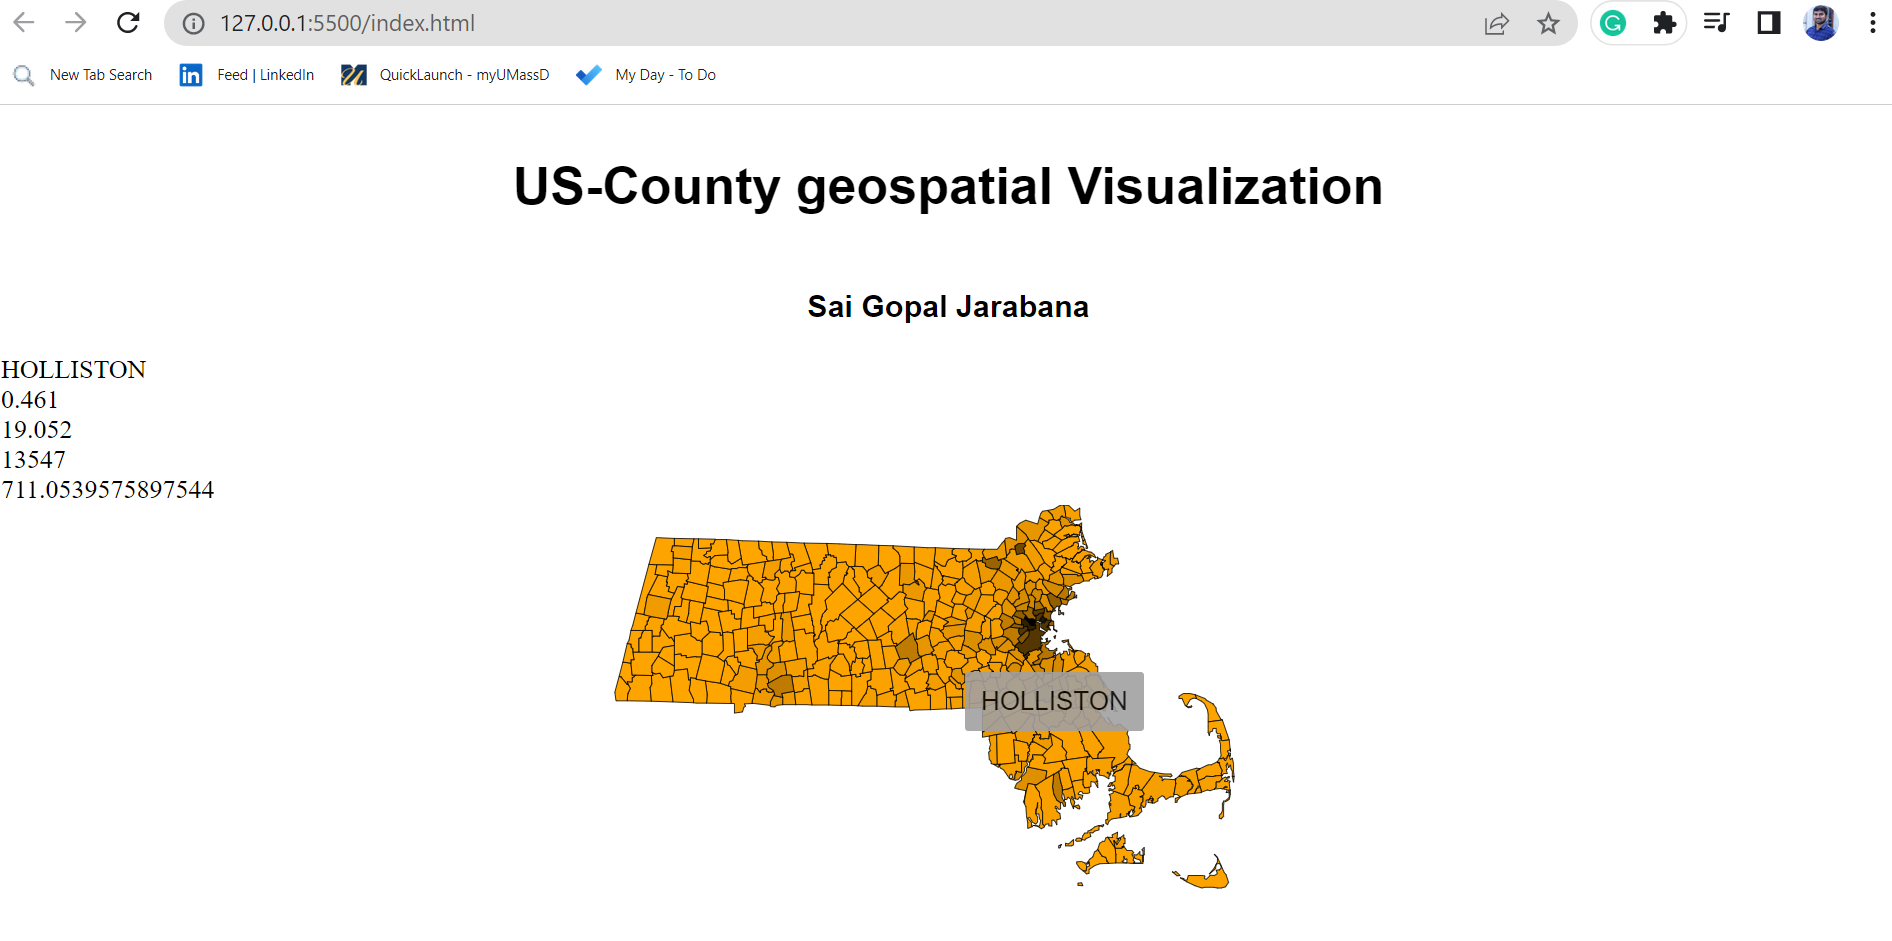 127.0.0.1:5500/index.html
New Tab Search Feed | LinkedIn QuickLaunch - myUMassD My Day - To Do
US-County geospatial Visualization
Sai Gopal Jarabana
HOLLISTON
0.461
19.052
13547
711.0539575897544
HOLLISTON